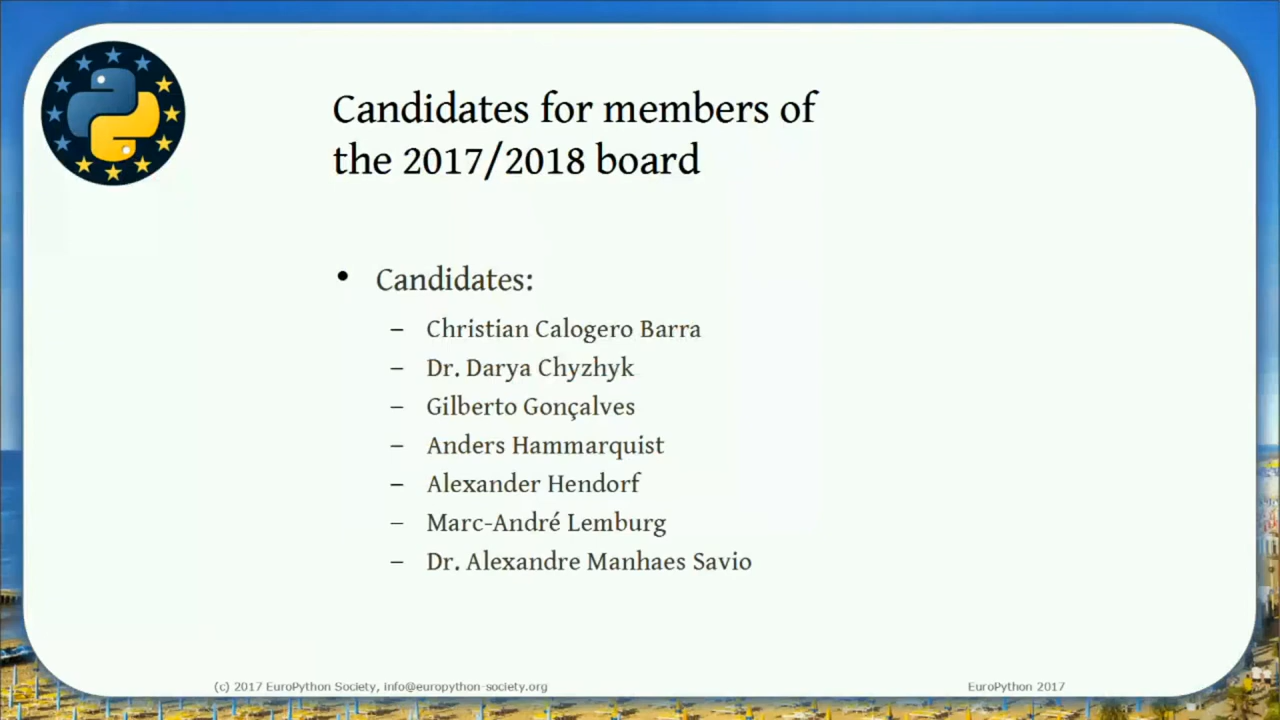 Candidates for members of
the 2017/2018 board
• Candidates:
– Christian Calogero Barra
– Dr. Darya Chyzhyk
– Gilberto Gonçalves
– Anders Hammarquist
– Alexander Hendorf
– Marc-André Lemburg
– Dr. Alexandre Manhaes Savio
(c) 2017 EuroPython Society, info@europython-society.org
EuroPython 2017